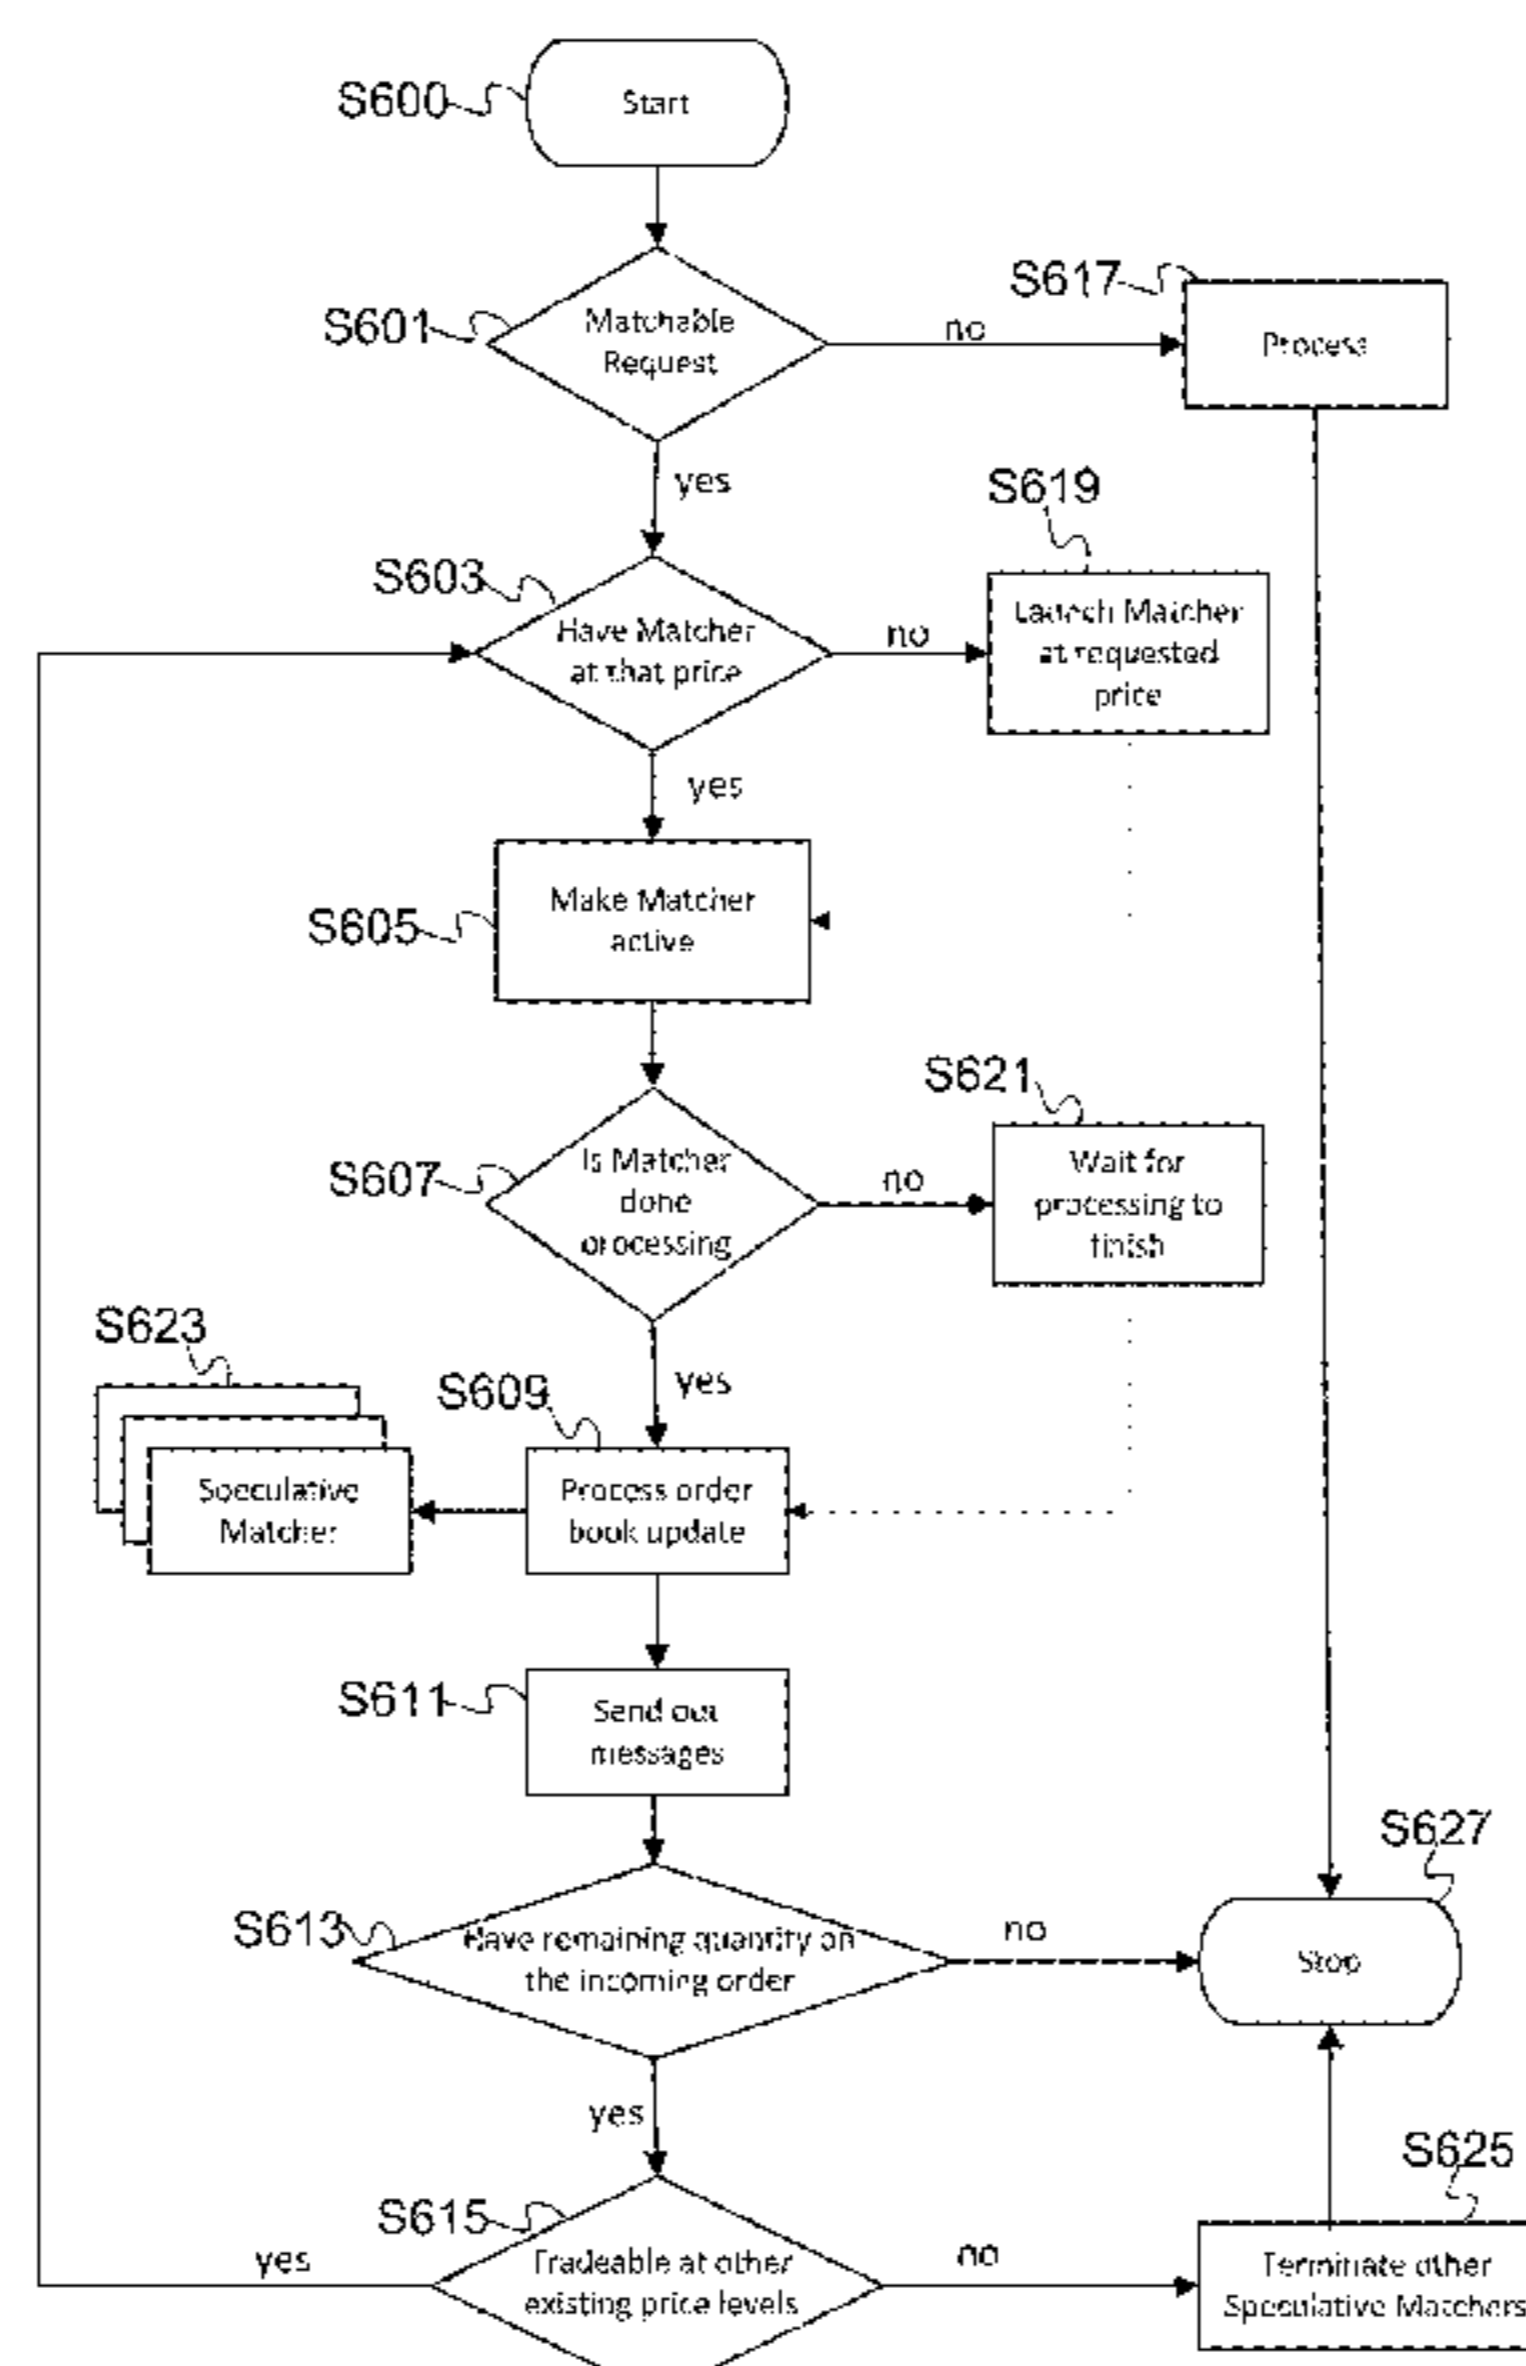 S600
Start
S617
S601
Matchable
Request
no
Process
yes
S619
S603
Have Matcher
at that price
no
Launch Matcher
at requested
price
yes
S605
Make Matcher
active
S621
S607
Is Matcher
done
processing
no
Wait for
processing to
finish
S623
yes
S609
Speculative
Matcher
Process order
book update
S611
Send out
messages
S627
S613
Have remaining quantity on
the incoming order
no
Stop
yes
S625
S615
yes
Tradeable at other
existing price levels
no
Terminate other
Speculative Matchers